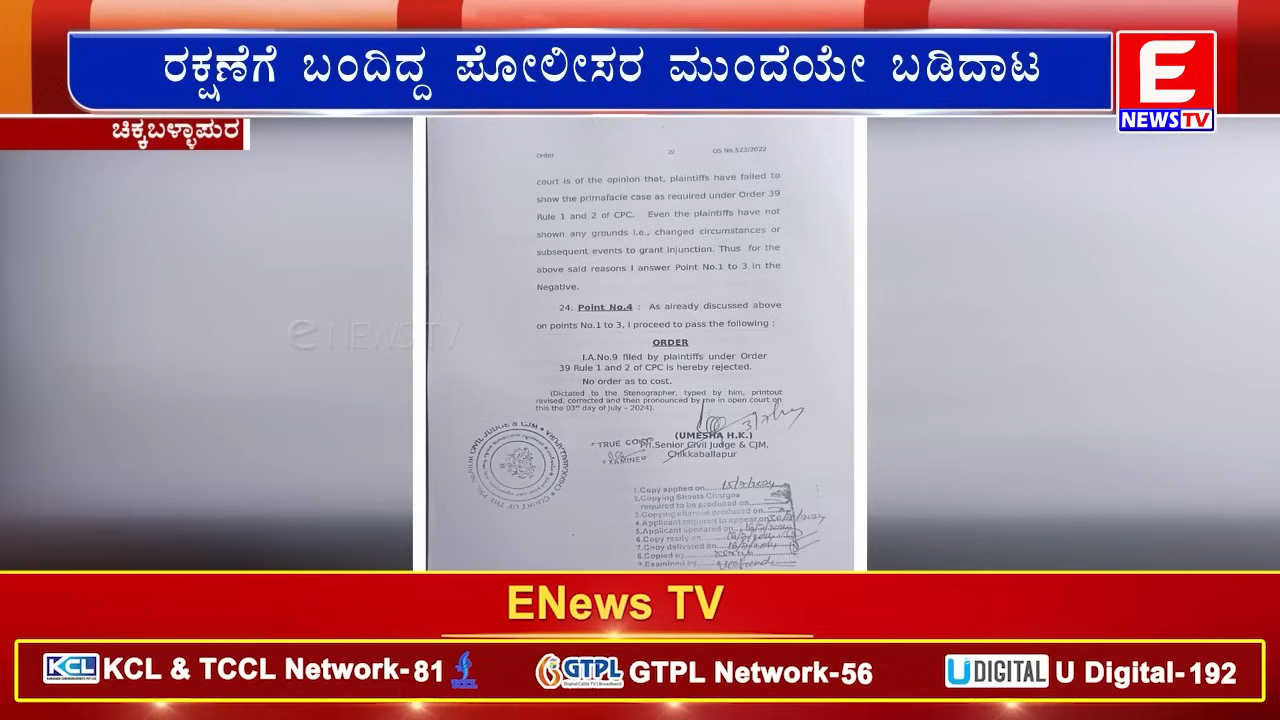 ರಕ್ಷಣೆಗೆ ಬಂದಿದ್ದ ಪೋಲೀಸರ ಮುಂದೆಯೇ ಬಡಿದಾಟ
E
NEWSTV
ಚಿಕ್ಕಬಳ್ಳಾಪುರ
Order 22 OS No.523/2022
court is of the opinion that, plaintiffs have failed to
show the primafacie case as required under Order 39
Rule 1 and 2 of CPC. Even the plaintiffs have not
shown any grounds i.e., changed circumstances or
subsequent events to grant injunction. Thus for the
above said reasons I answer Point No.1 to 3 in the
Negative.
24. Point No.4 : As already discussed above
on points No.1 to 3, I proceed to pass the following :
e NEWS TV
ORDER
I.A.No.9 filed by plaintiffs under Order
39 Rule 1 and 2 of CPC is hereby rejected.
No order as to cost.
(Dictated to the Stenographer, typed by him, printout
revised, corrected and then pronounced by me in open court on
this the 03rd day of July – 2024).
(UMESHA H.K.)
Prl.Senior Civil Judge & CJM,
Chikkaballapur
* TRUE COPY
EXAMINED
1.Copy applied on
2.Copying Sheets Charges
required to be produced on
3.Copying charges produced on
4.Applicant required to appear on
5.Applicant appeared on
6.Copy ready on
7.Copy delivered on
8.Copied by
9.Examined by
ENews TV
KCL KCL & TCCL Network-81 KCL
GTPL GTPL Network-56
Digital Cable TV | Broadband
U DIGITAL U Digital-192